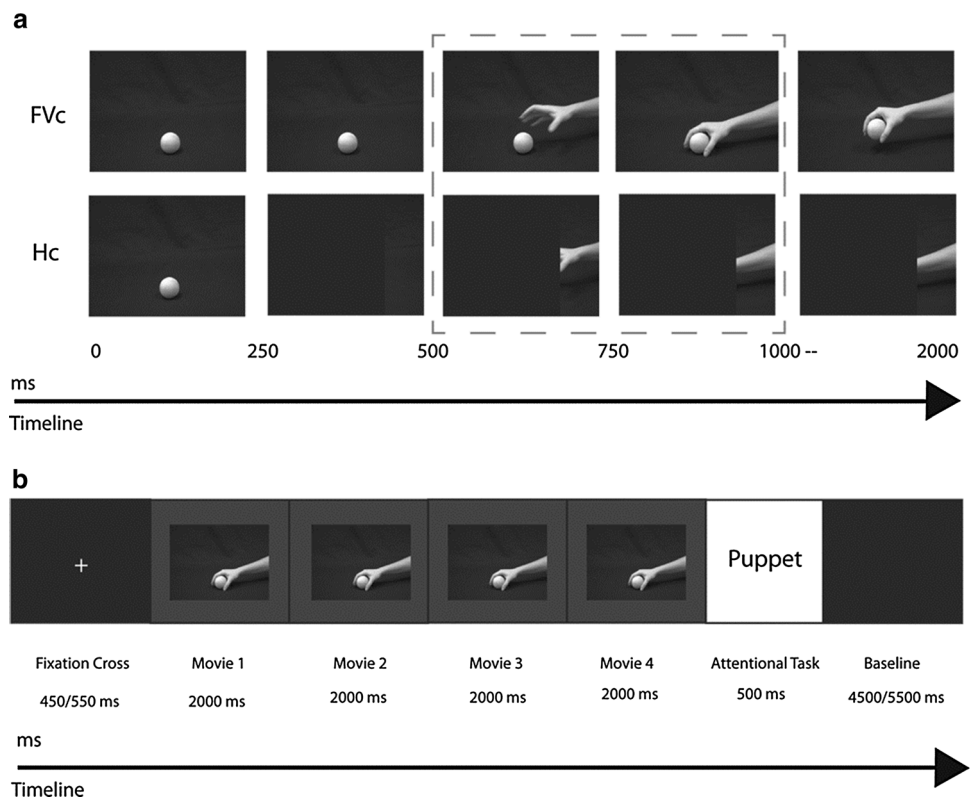 a
FVc
Hc
0 250 500 750 1000 -- 2000
ms
Timeline
b
+
Puppet
Fixation Cross Movie 1 Movie 2 Movie 3 Movie 4 Attentional Task Baseline
450/550 ms 2000 ms 2000 ms 2000 ms 2000 ms 500 ms 4500/5500 ms
ms
Timeline